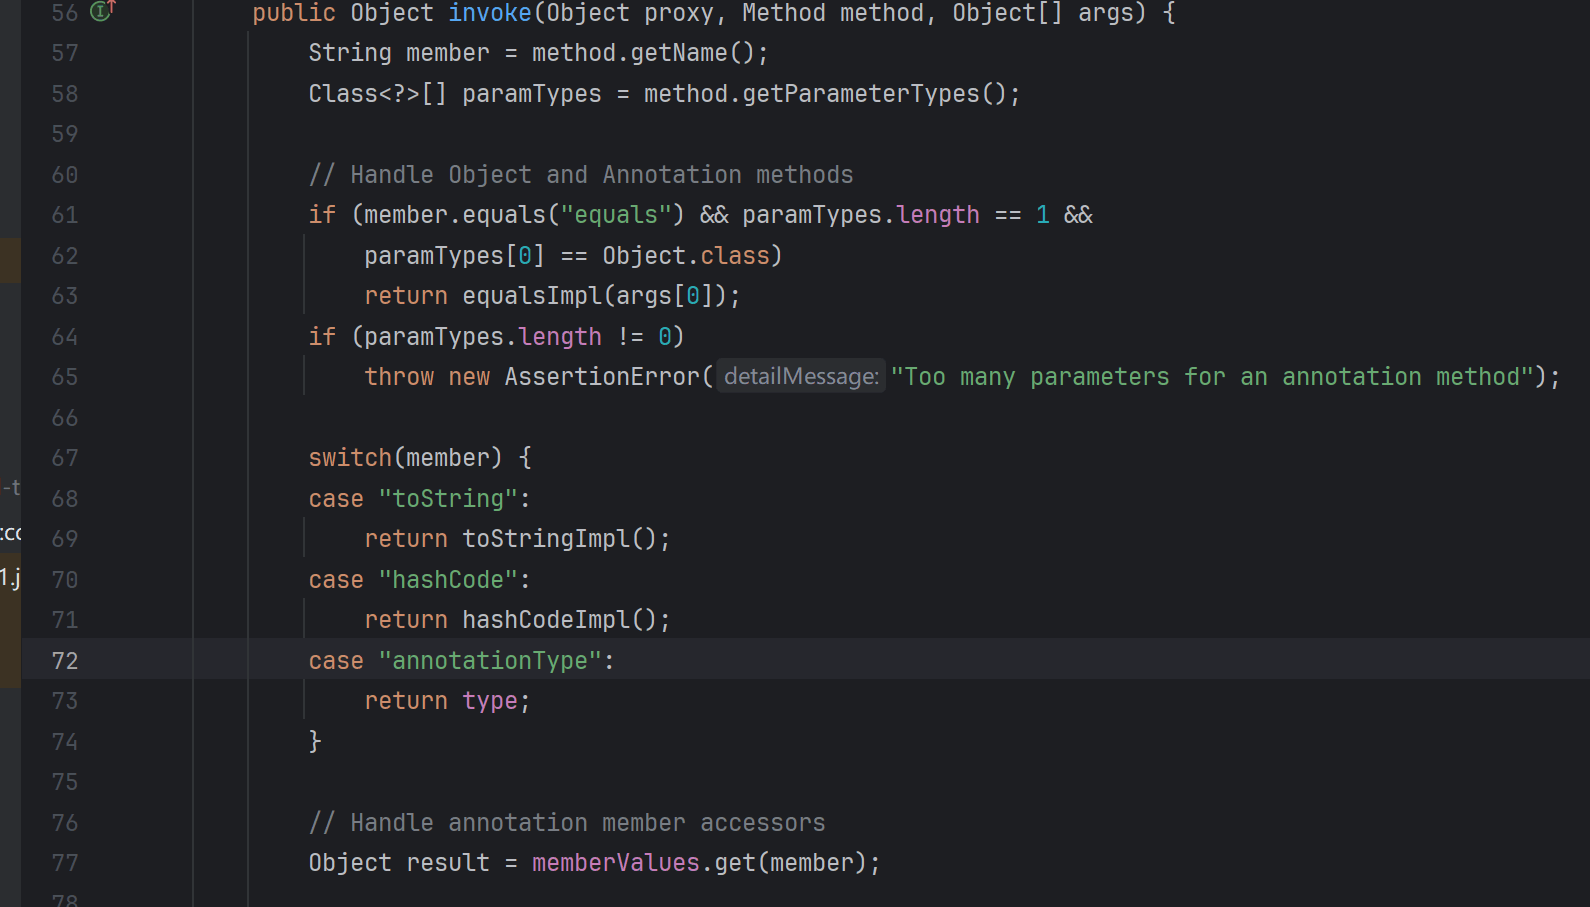 56 public Object invoke(Object proxy, Method method, Object[] args) {
57 String member = method.getName();
58 Class<?>[] paramTypes = method.getParameterTypes();
59
60 // Handle Object and Annotation methods
61 if (member.equals("equals") && paramTypes.length == 1 &&
62 paramTypes[0] == Object.class)
63 return equalsImpl(args[0]);
64 if (paramTypes.length != 0)
65 throw new AssertionError( detailMessage: "Too many parameters for an annotation method");
66
67 switch(member) {
-t
68 case "toString":
69 return toStringImpl();
:co
70 case "hashCode":
1.j
71 return hashCodeImpl();
72 case "annotationType":
73 return type;
74 }
75
76 // Handle annotation member accessors
77 Object result = memberValues.get(member);
78